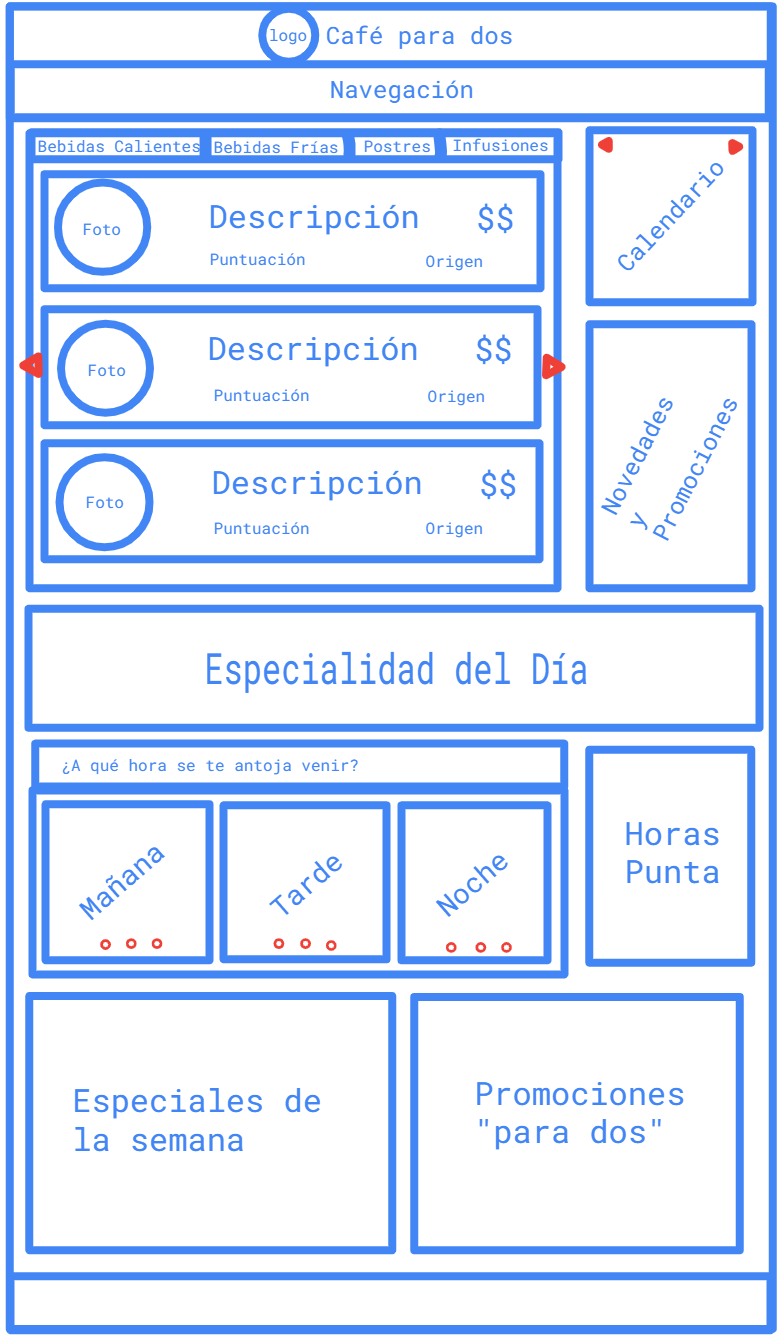 logo Café para dos
Navegación
Bebidas Calientes Bebidas Frías Postres Infusiones
Foto
Descripción $$
Puntuación Origen
Foto
Descripción $$
Puntuación Origen
Foto
Descripción $$
Puntuación Origen
Calendario
Novedades
y
Promociones
Especialidad del Día
¿A qué hora se te antoja venir?
Mañana
Tarde
Noche
Horas
Punta
Especiales de
la semana
Promociones
"para dos"